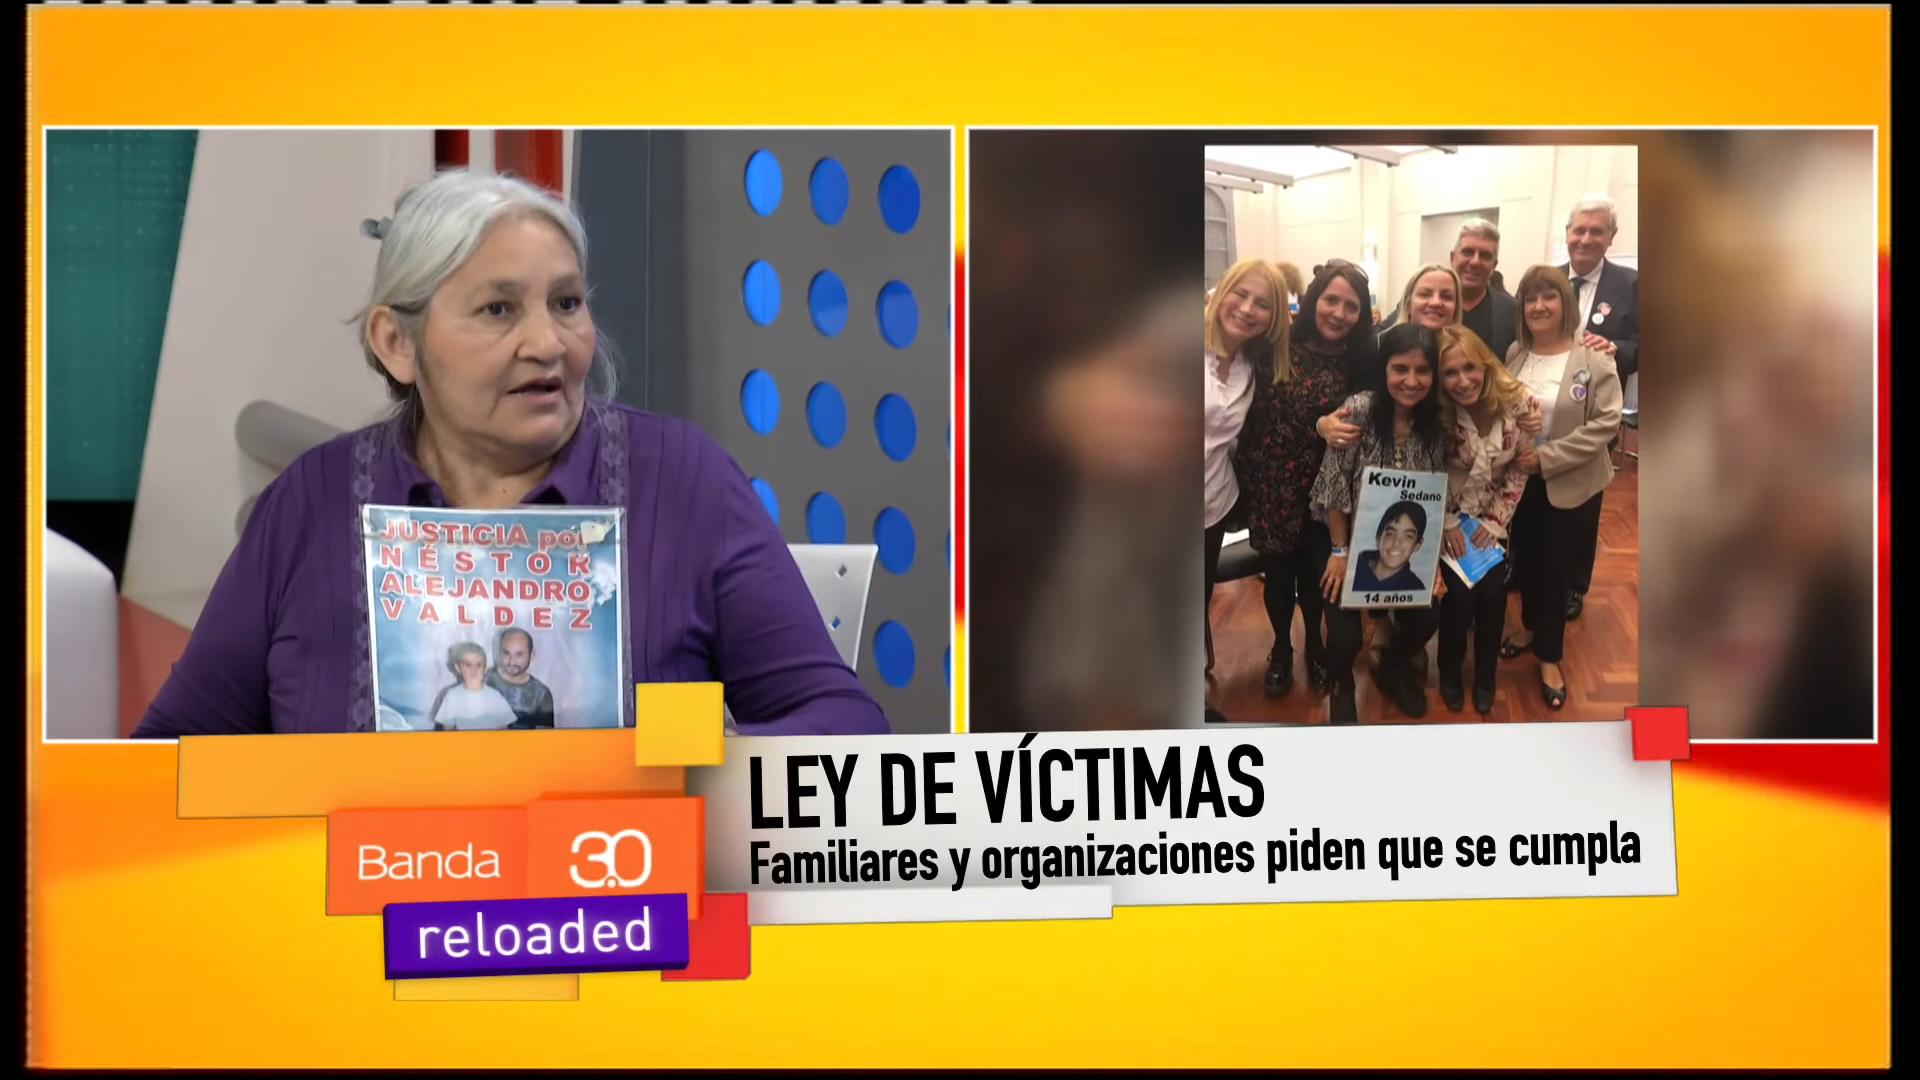 JUSTICIA por
NÉSTOR
ALEJANDRO
VALDEZ
Kevin
Sedano
14 años
LEY DE VÍCTIMAS
Familiares y organizaciones piden que se cumpla
Banda 3.0
reloaded